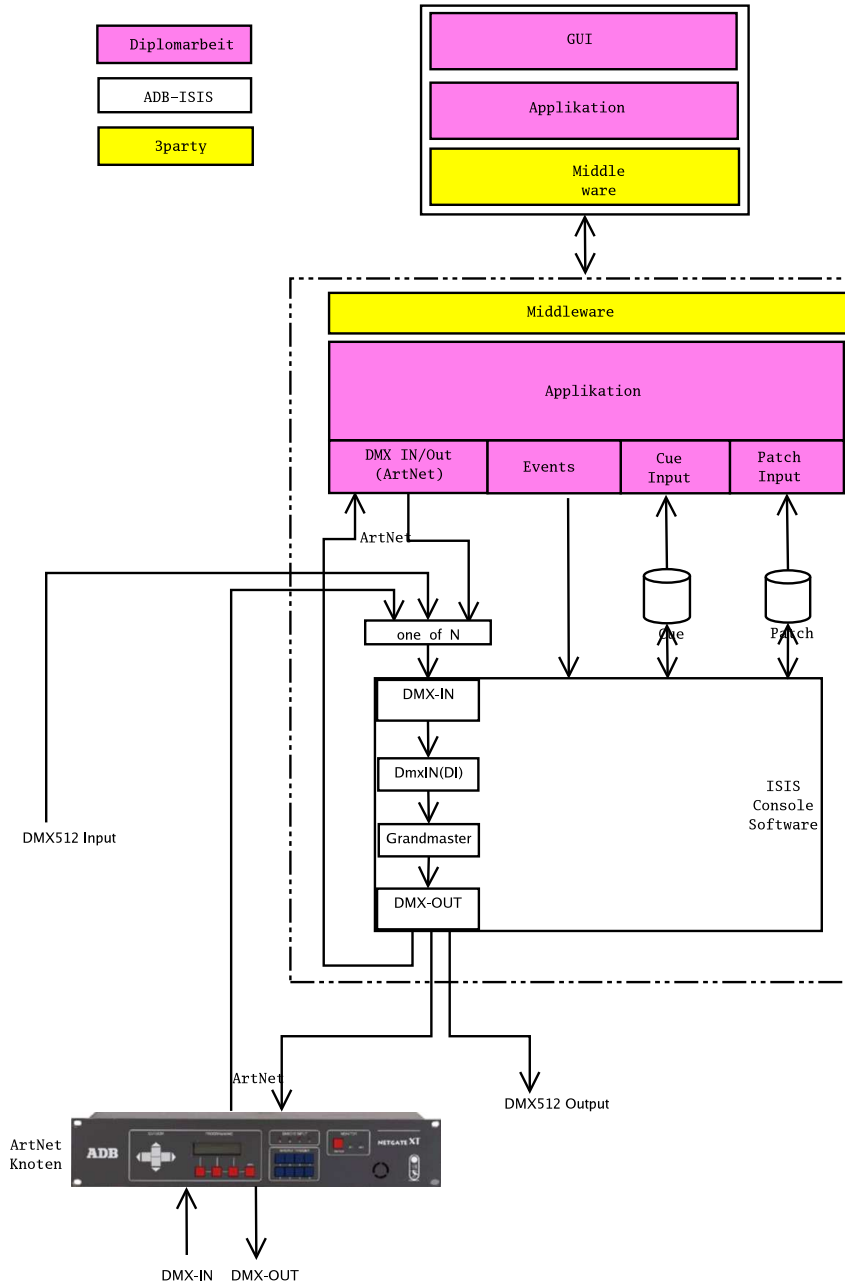 Diplomarbeit
ADB-ISIS
3party
GUI
Applikation
Middle
ware
Middleware
Applikation
DMX IN/Out
(ArtNet)
Events
Cue
Input
Patch
Input
ArtNet
one of N
Cue
Patch
DMX-IN
DmxIN(DI)
Grandmaster
DMX-OUT
ISIS
Console
Software
DMX512 Input
ArtNet
DMX512 Output
ArtNet
Knoten
ADB
NETGATE XT
DMX-IN
DMX-OUT